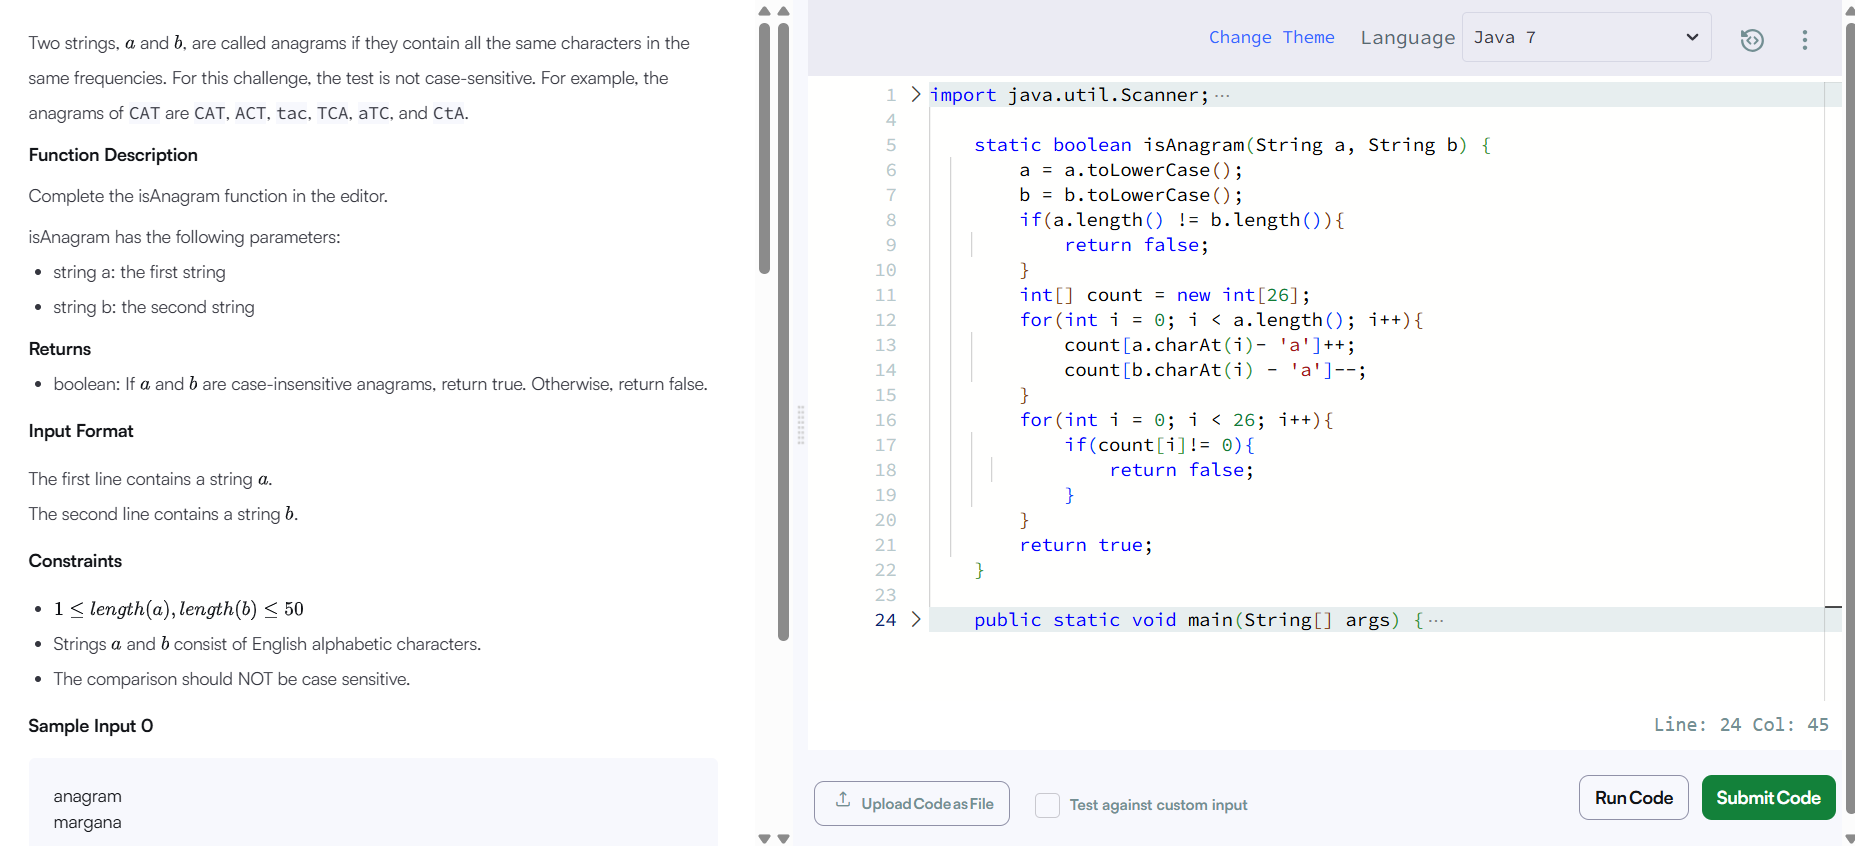 Two strings, a and b, are called anagrams if they contain all the same characters in the
same frequencies. For this challenge, the test is not case-sensitive. For example, the
anagrams of CAT are CAT, ACT, tac, TCA, aTC, and CtA.
Function Description
Complete the isAnagram function in the editor.
isAnagram has the following parameters:
• string a: the first string
• string b: the second string
Returns
• boolean: If a and b are case-insensitive anagrams, return true. Otherwise, return false.
Input Format
The first line contains a string a.
The second line contains a string b.
Constraints
• 1 ≤ length(a), length(b) ≤ 50
• Strings a and b consist of English alphabetic characters.
• The comparison should NOT be case sensitive.
Sample Input 0
anagram
margana
Change Theme Language Java 7
1 import java.util.Scanner;···
4
5     static boolean isAnagram(String a, String b) {
6         a = a.toLowerCase();
7         b = b.toLowerCase();
8         if(a.length() != b.length()){
9             return false;
10         }
11         int[] count = new int[26];
12         for(int i = 0; i < a.length(); i++){
13             count[a.charAt(i)- 'a']++;
14             count[b.charAt(i) - 'a']--;
15         }
16         for(int i = 0; i < 26; i++){
17             if(count[i]!= 0){
18                 return false;
19             }
20         }
21         return true;
22     }
23
24     public static void main(String[] args) {···
Line: 24 Col: 45
Upload Code as File Test against custom input Run Code Submit Code